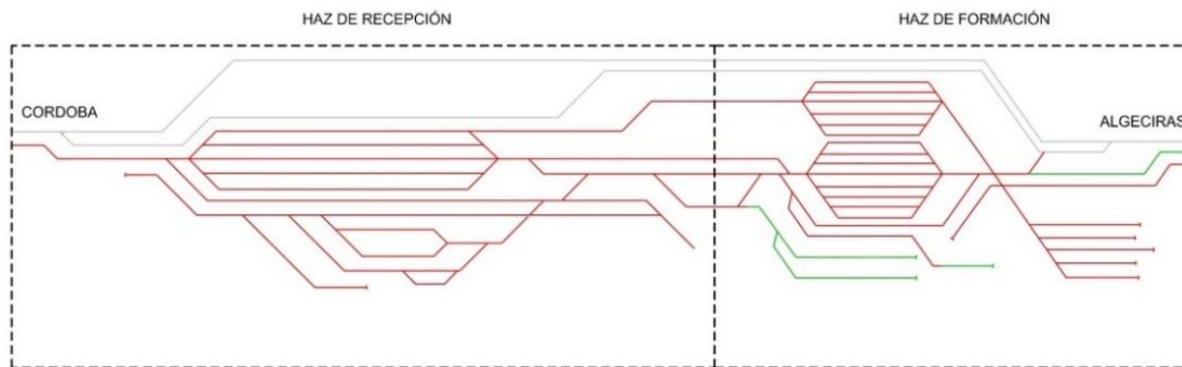 HAZ DE RECEPCIÓN
HAZ DE FORMACIÓN
CORDOBA
ALGECIRAS